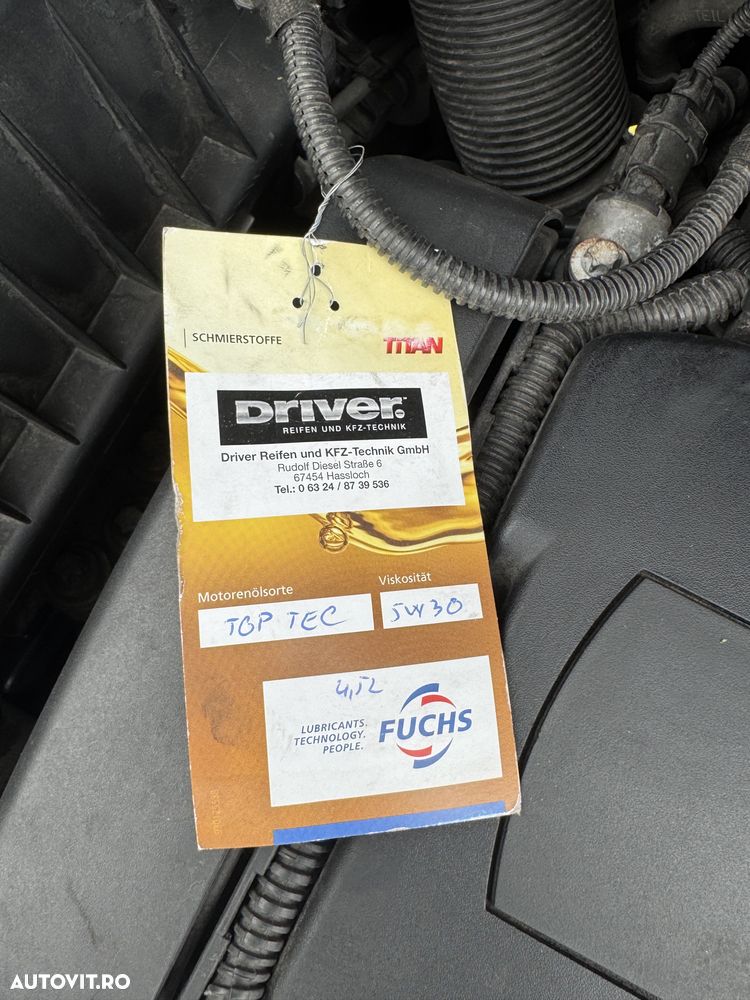 SCHMIERSTOFFE
TITAN
DRIVER
REIFEN UND KFZ-TECHNIK
Driver Reifen und KFZ-Technik GmbH
Rudolf Diesel Straße 6
67454 Hassloch
Tel.: 0 63 24 / 87 39 536
Motorenölsorte
Viskosität
TOP TEC
5W30
4,5L
LUBRICANTS.
TECHNOLOGY.
PEOPLE.
FUCHS
AUTOVIT.RO